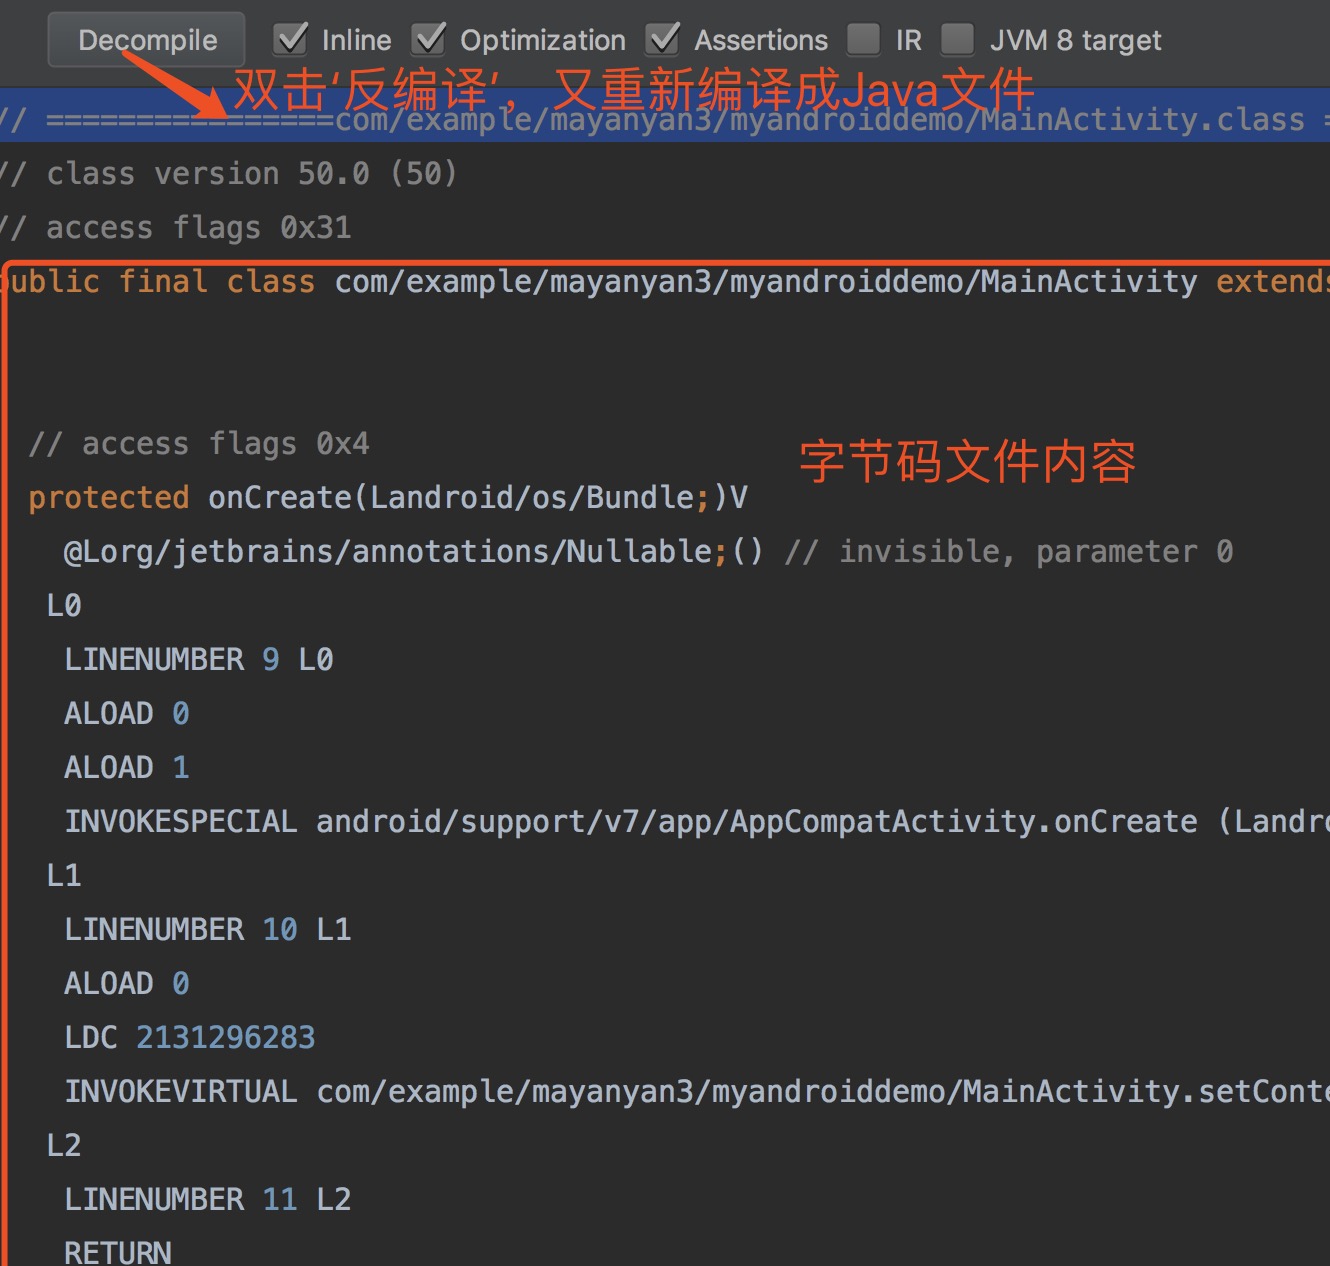 Decompile Inline Optimization Assertions IR JVM 8 target
双击‘反编译’，又重新编译成Java文件
// ================com/example/mayanyan3/myandroiddemo/MainActivity.class =
// class version 50.0 (50)
// access flags 0x31
public final class com/example/mayanyan3/myandroiddemo/MainActivity extends
// access flags 0x4
字节码文件内容
protected onCreate(Landroid/os/Bundle;)V
@Lorg/jetbrains/annotations/Nullable;() // invisible, parameter 0
L0
LINENUMBER 9 L0
ALOAD 0
ALOAD 1
INVOKESPECIAL android/support/v7/app/AppCompatActivity.onCreate (Landro
L1
LINENUMBER 10 L1
ALOAD 0
LDC 2131296283
INVOKEVIRTUAL com/example/mayanyan3/myandroiddemo/MainActivity.setConte
L2
LINENUMBER 11 L2
RETURN